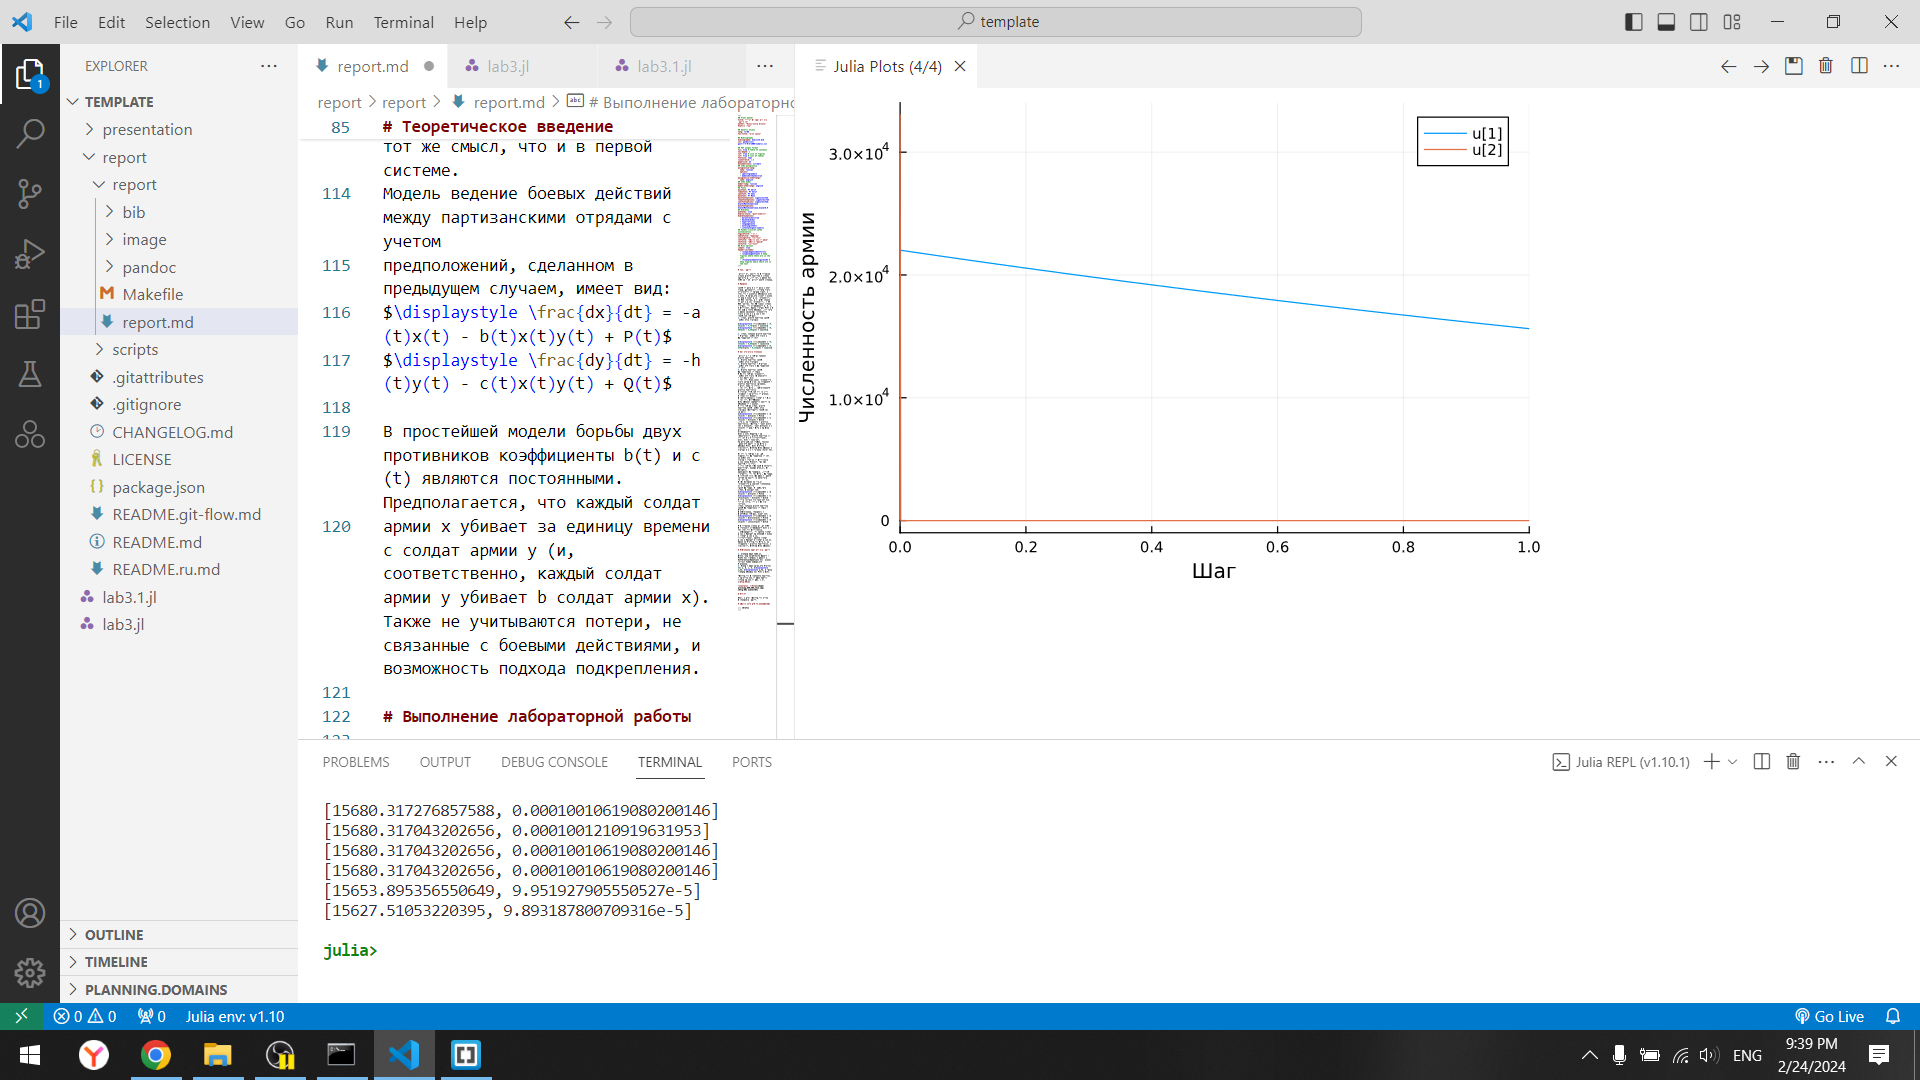 File Edit Selection View Go Run Terminal Help
template
EXPLORER
TEMPLATE
presentation
report
report
bib
image
pandoc
Makefile
report.md
scripts
.gitattributes
.gitignore
CHANGELOG.md
LICENSE
package.json
README.git-flow.md
README.md
README.ru.md
lab3.1.jl
lab3.jl
OUTLINE
TIMELINE
PLANNING.DOMAINS
report.md lab3.jl lab3.1.jl
report > report > report.md > # Выполнение лабораторно
85 # Теоретическое введение
тот же смысл, что и в первой
системе.
114 Модель ведение боевых действий
между партизанскими отрядами с
учетом
115 предположений, сделанном в
предыдущем случаем, имеет вид:
116 $\displaystyle \frac{dx}{dt} = -a
(t)x(t) - b(t)x(t)y(t) + P(t)$
117 $\displaystyle \frac{dy}{dt} = -h
(t)y(t) - c(t)x(t)y(t) + Q(t)$
118
119 В простейшей модели борьбы двух
противников коэффициенты b(t) и c
(t) являются постоянными.
Предполагается, что каждый солдат
120 армии x убивает за единицу времени
c солдат армии y (и,
соответственно, каждый солдат
армии y убивает b солдат армии x).
Также не учитываются потери, не
связанные с боевыми действиями, и
возможность подхода подкрепления.
121
122 # Выполнение лабораторной работы
123
Julia Plots (4/4)
u[1]
u[2]
3.0×10⁴
2.0×10⁴
1.0×10⁴
0
Численность армии
0.0 0.2 0.4 0.6 0.8 1.0
Шаг
PROBLEMS OUTPUT DEBUG CONSOLE TERMINAL PORTS
Julia REPL (v1.10.1)
[15680.317276857588, 0.00010010619080200146]
[15680.317043202656, 0.0001001210919631953]
[15680.317043202656, 0.00010010619080200146]
[15680.317043202656, 0.00010010619080200146]
[15653.895356550649, 9.951927905550527e-5]
[15627.51053220395, 9.893187800709316e-5]
julia>
0 0 0 Julia env: v1.10
Go Live
ENG
9:39 PM
2/24/2024